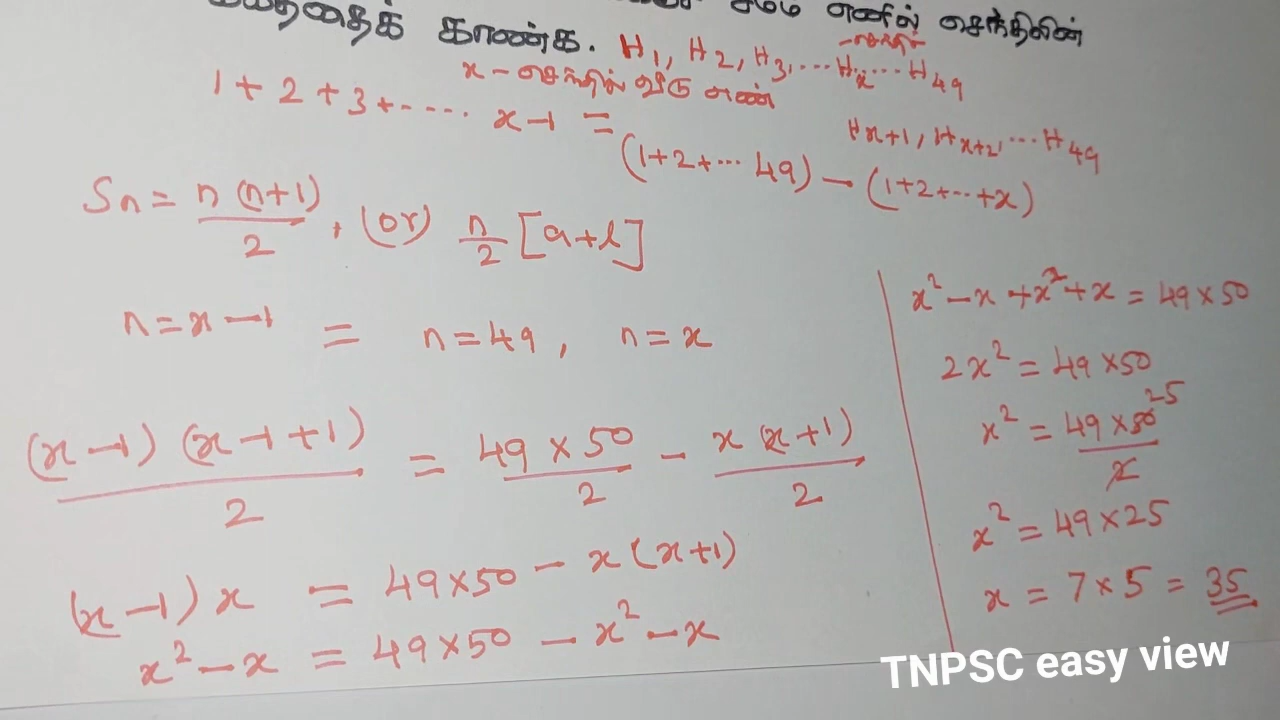 காண்க. சமம் எனில் செந்திலின்
H₁, H₂, H₃, ... Hₓ .... H₄₉
x - செந்தில் வீடு எண்
1 + 2 + 3 + ---- x - 1 =
Hx+1, Hx+2, ... H49
(1+2+... 49) - (1+2+...+x)
Sn = n(n+1)/2, (or) n/2 [a+l]
n = x - 1 = n = 49, n = x
(x-1) (x-1+1)/2 = 49×50/2 - x(x+1)/2
(x-1)x = 49×50 - x(x+1)
x² - x = 49×50 - x² - x
x² - x + x² + x = 49×50
2x² = 49×50
x² = 49×50/2 25
x² = 49×25
x = 7×5 = 35
TNPSC easy view